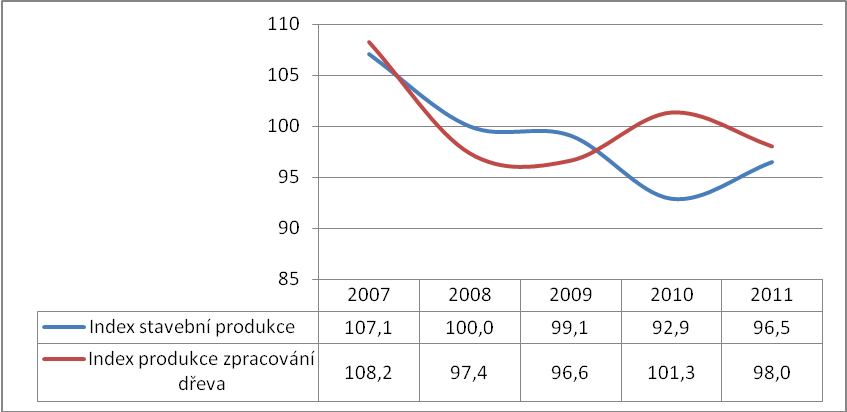 110
105
100
95
90
85
2007 2008 2009 2010 2011
Index stavební produkce 107,1 100,0 99,1 92,9 96,5
Index produkce zpracování
dřeva 108,2 97,4 96,6 101,3 98,0